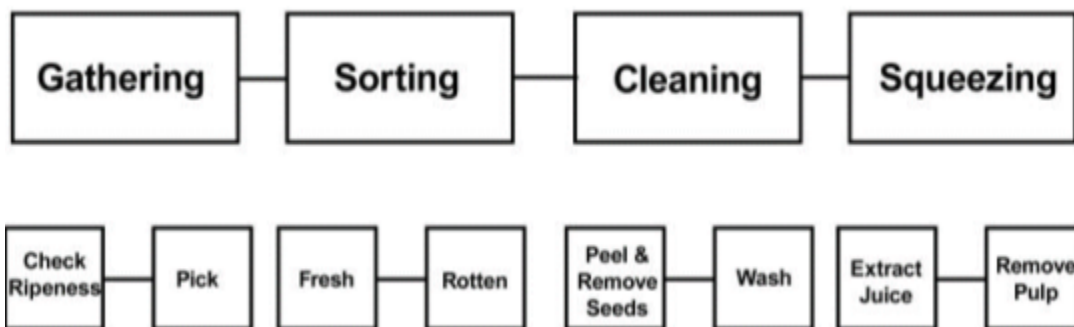 Gathering
Sorting
Cleaning
Squeezing
Check
Ripeness
Pick
Fresh
Rotten
Peel &
Remove
Seeds
Wash
Extract
Juice
Remove
Pulp